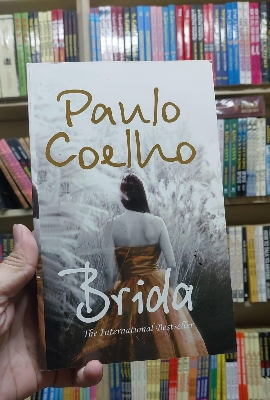 Paulo
Coelho
Brida
The International Bestseller